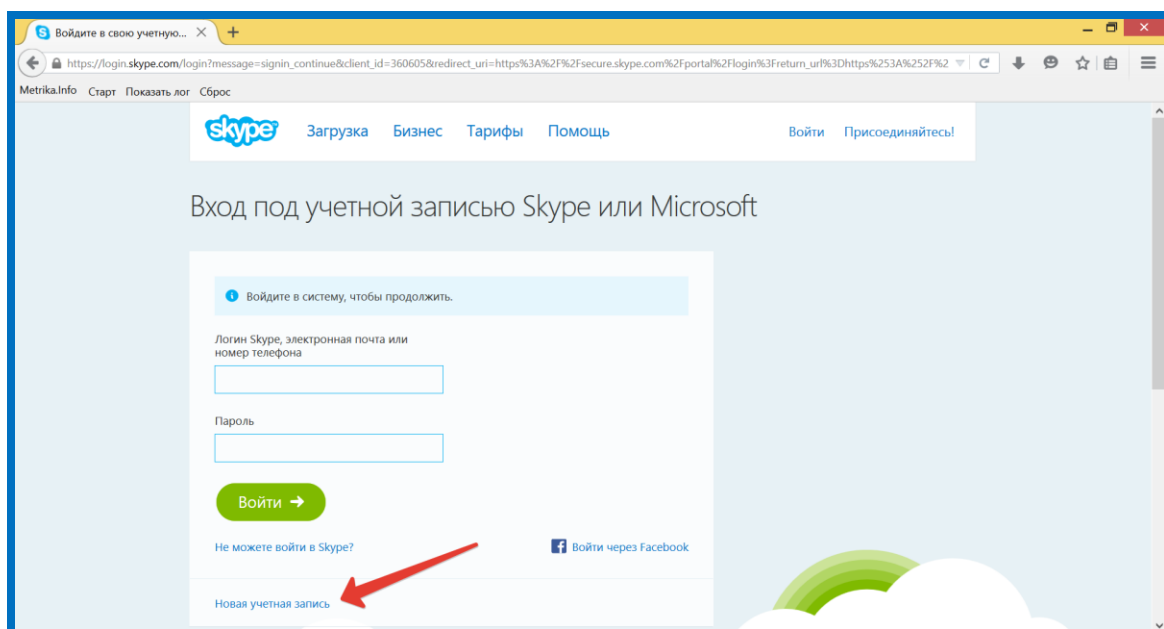 Войдите в свою учетную...
https://login.skype.com/login?message=signin_continue&client_id=360605&redirect_uri=https%3A%2F%2Fsecure.skype.com%2Fportal%2Flogin%3Freturn_url%3Dhttps%253A%252F%2
Metrika.Info Старт Показать лог Сброс
skype Загрузка Бизнес Тарифы Помощь Войти Присоединяйтесь!
Вход под учетной записью Skype или Microsoft
Войдите в систему, чтобы продолжить.
Логин Skype, электронная почта или
номер телефона
Пароль
Войти
Не можете войти в Skype? Войти через Facebook
Новая учетная запись